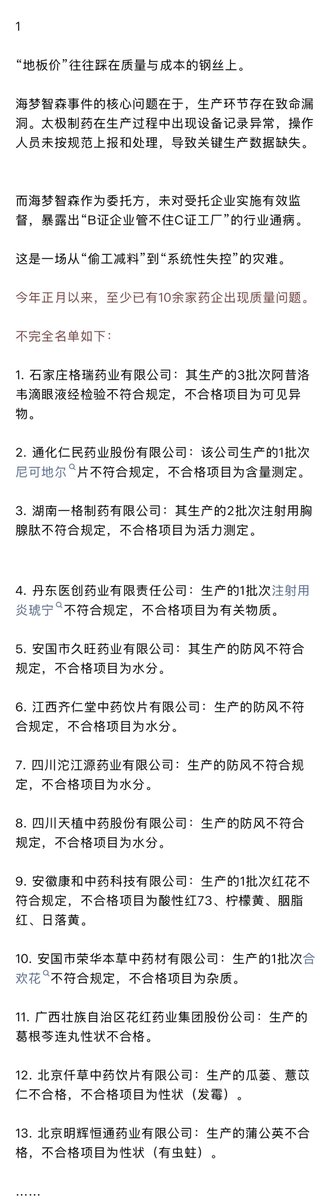 1
“地板价”往往踩在质量与成本的钢丝上。
海梦智森事件的核心问题在于，生产环节存在致命漏
洞。太极制药在生产过程中出现设备记录异常，操作
人员未按规范上报和处理，导致关键生产数据缺失。
而海梦智森作为委托方，未对受托企业实施有效监
督，暴露出“B证企业管不住C证工厂”的行业通病。
这是一场从“偷工减料”到“系统性失控”的灾难。
今年正月以来，至少已有10余家药企出现质量问题。
不完全名单如下：
1. 石家庄格瑞药业有限公司：其生产的3批次阿昔洛
韦滴眼液经检验不符合规定，不合格项目为可见异
物。
2. 通化仁民药业股份有限公司：该公司生产的1批次
尼可地尔片不符合规定，不合格项目为含量测定。
3. 湖南一格制药有限公司：其生产的2批次注射用胸
腺肽不符合规定，不合格项目为活力测定。
4. 丹东医创药业有限责任公司：生产的1批次注射用
炎琥宁不符合规定，不合格项目为有关物质。
5. 安国市久旺药业有限公司：其生产的防风不符合
规定，不合格项目为水分。
6. 江西齐仁堂中药饮片有限公司：生产的防风不符
合规定，不合格项目为水分。
7. 四川沱江源药业有限公司：生产的防风不符合规
定，不合格项目为水分。
8. 四川天植中药股份有限公司：生产的防风不符合
规定，不合格项目为水分。
9. 安徽康和中药科技有限公司：生产的1批次红花不
符合规定，不合格项目为酸性红73、柠檬黄、胭脂
红、日落黄。
10. 安国市荣华本草中药材有限公司：生产的1批次合
欢花不符合规定，不合格项目为杂质。
11. 广西壮族自治区花红药业集团股份公司：生产的
葛根芩连丸性状不合格。
12. 北京仟草中药饮片有限公司：生产的瓜蒌、薏苡
仁不合格，不合格项目为性状（发霉）。
13. 北京明辉恒通药业有限公司：生产的蒲公英不合
格，不合格项目为性状（有虫蛀）。
……